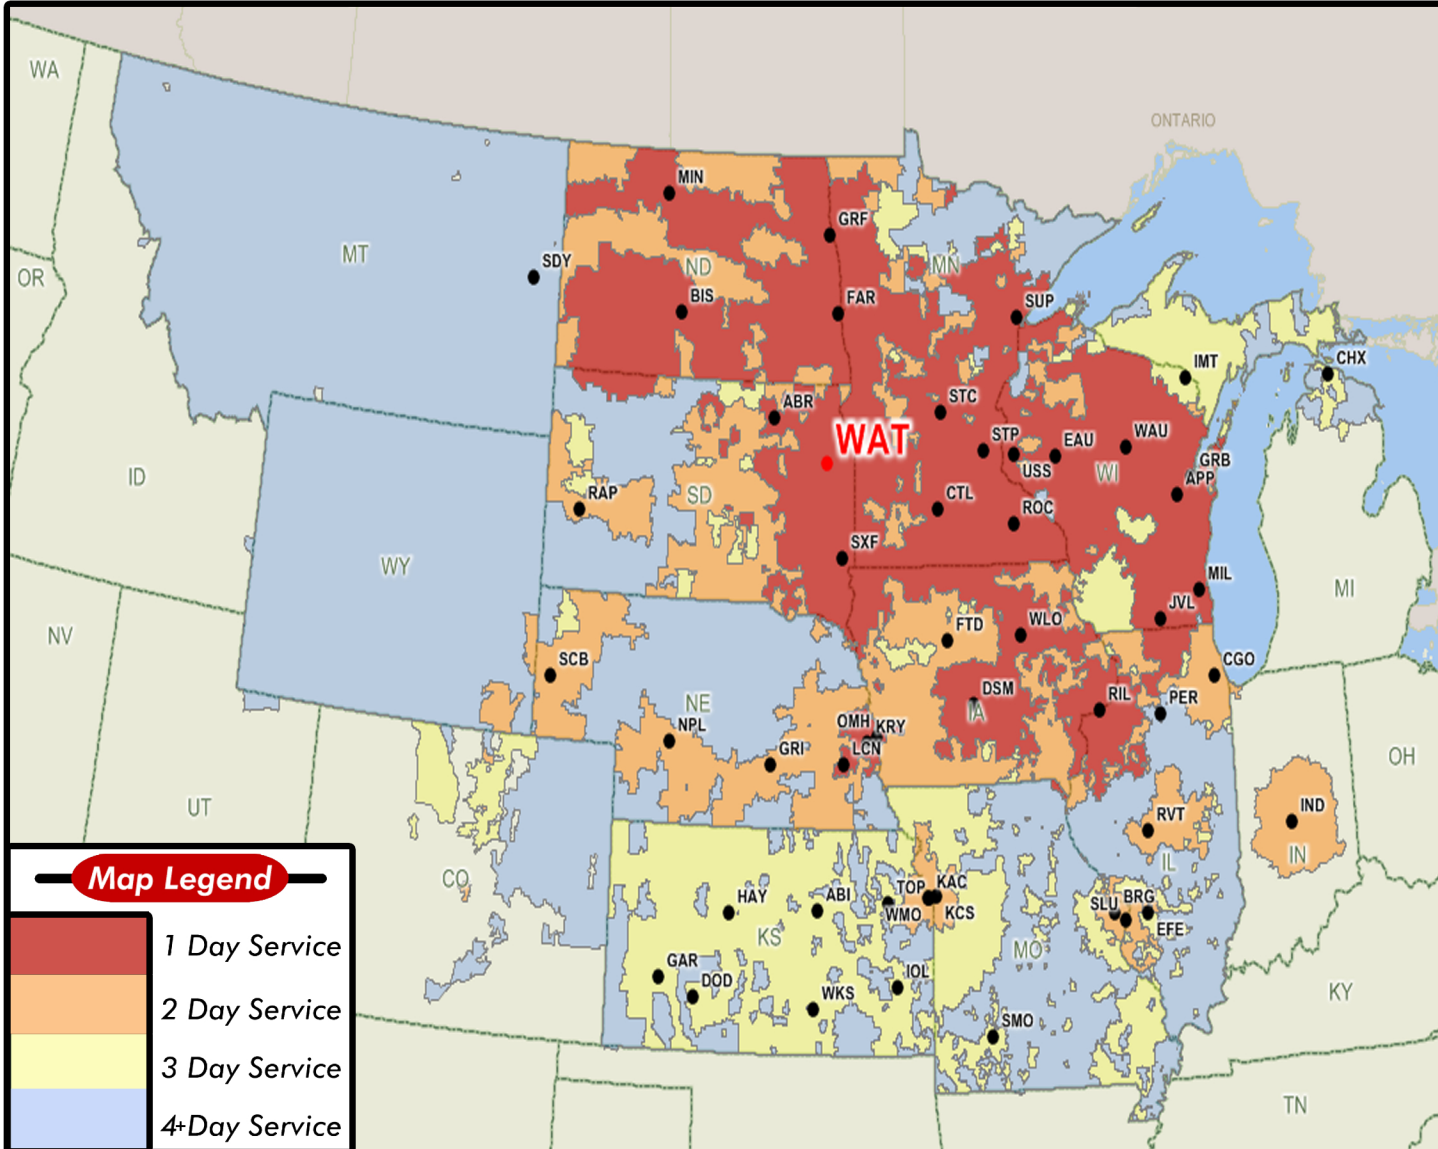 WA
ONTARIO
MIN
GRF
MT
SDY
ND
MN
OR
BIS
FAR
SUP
IMT
CHX
ABR
STC
WAT
STP
EAU
WAU
USS
WI
GRB
APP
ID
RAP
SD
CTL
ROC
SXF
WY
MIL
MI
JVL
NV
FTD
WLO
SCB
CGO
DSM
RIL
PER
NE
IA
OMH
KRY
NPL
LCN
GRI
OH
UT
RVT
IND
IL
IN
CO
TOP
KAC
HAY
ABI
WMO
KCS
SLU
BRG
EFE
KS
MO
GAR
DOD
IOL
WKS
KY
SMO
TN
Map Legend
1 Day Service
2 Day Service
3 Day Service
4+Day Service